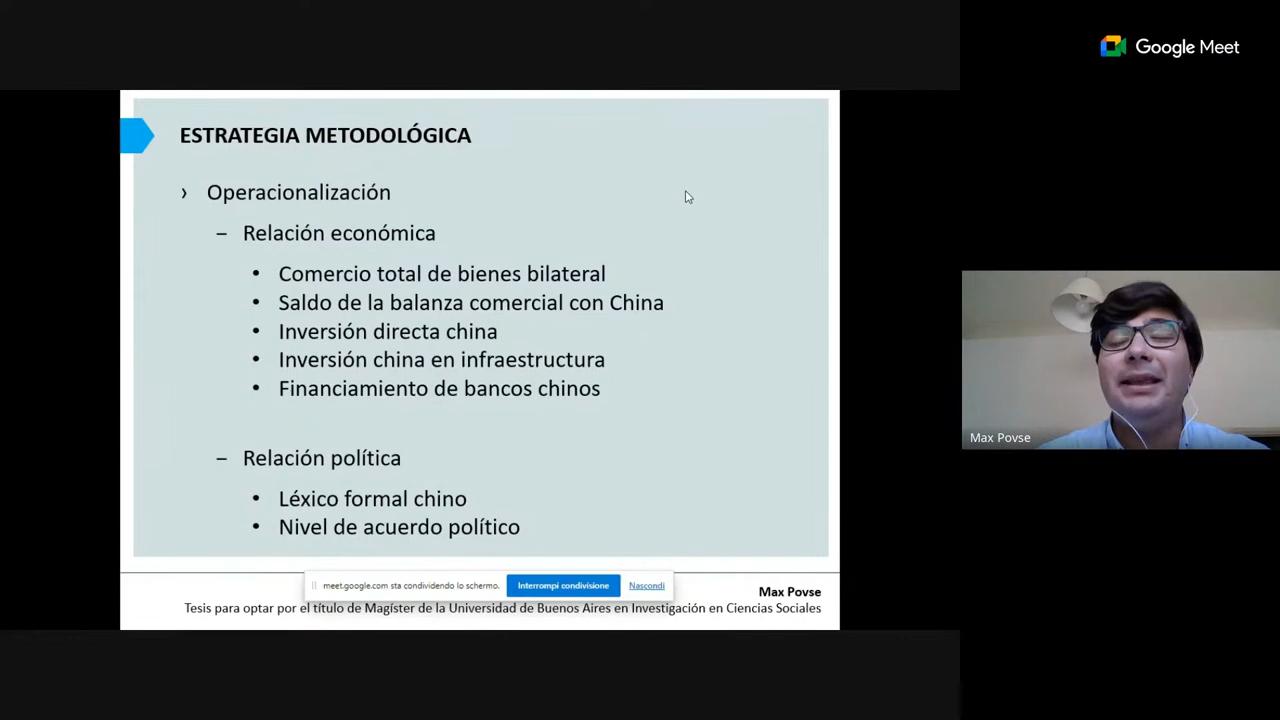 Google Meet
ESTRATEGIA METODOLÓGICA
› Operacionalización
– Relación económica
• Comercio total de bienes bilateral
• Saldo de la balanza comercial con China
• Inversión directa china
• Inversión china en infraestructura
• Financiamiento de bancos chinos
– Relación política
• Léxico formal chino
• Nivel de acuerdo político
meet.google.com sta condividendo lo schermo. Interrompi condivisione Nascondi
Max Povse
Tesis para optar por el título de Magíster de la Universidad de Buenos Aires en Investigación en Ciencias Sociales
Max Povse